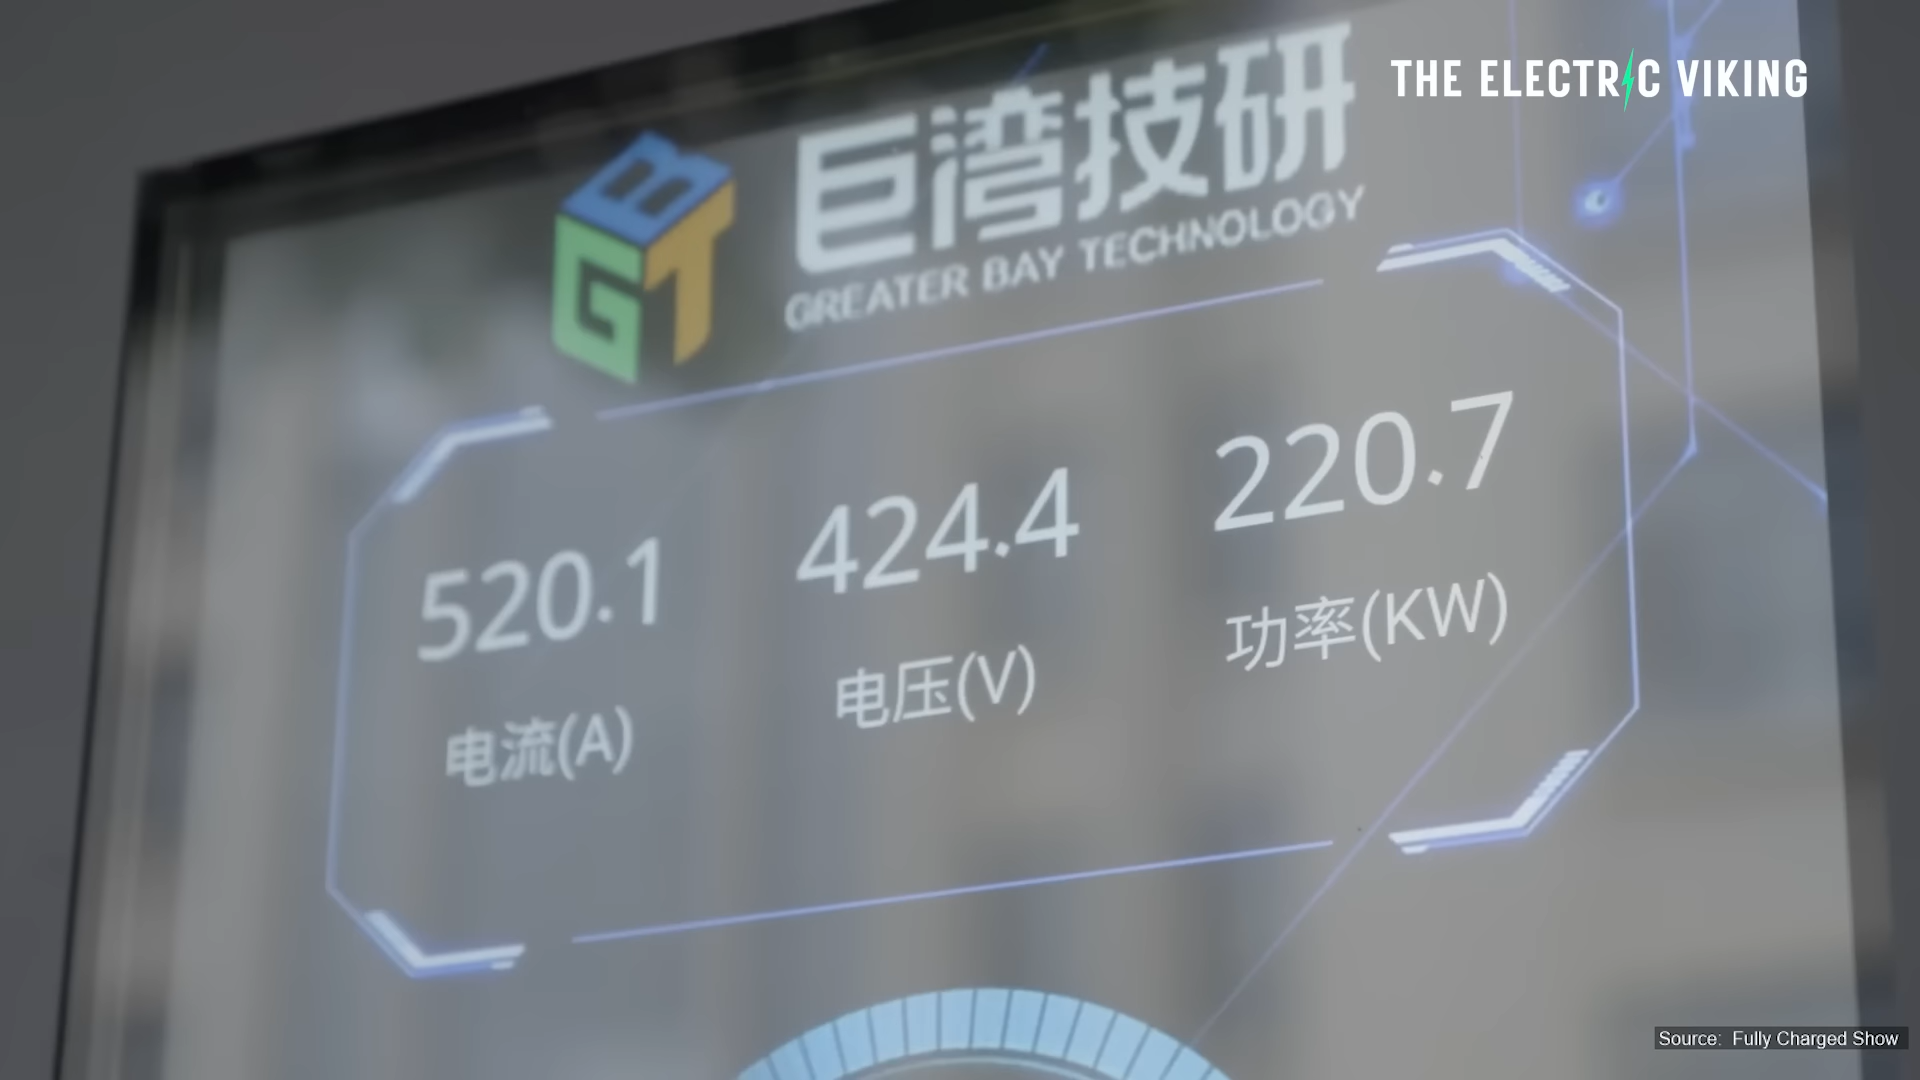 THE ELECTRIC VIKING
巨湾技研
GREATER BAY TECHNOLOGY
BGT
520.1
424.4
220.7
电流(A)
电压(V)
功率(KW)
Source: Fully Charged Show